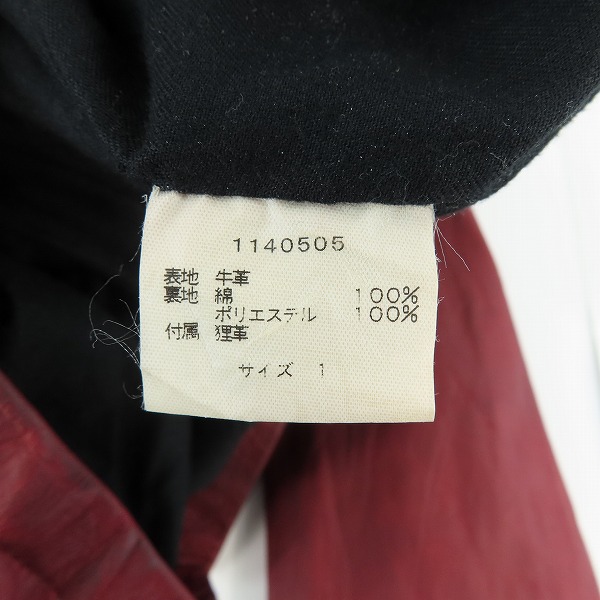 1140505
表地 牛革
裏地 綿 100%
ポリエステル 100%
付属 狸革
サイズ 1